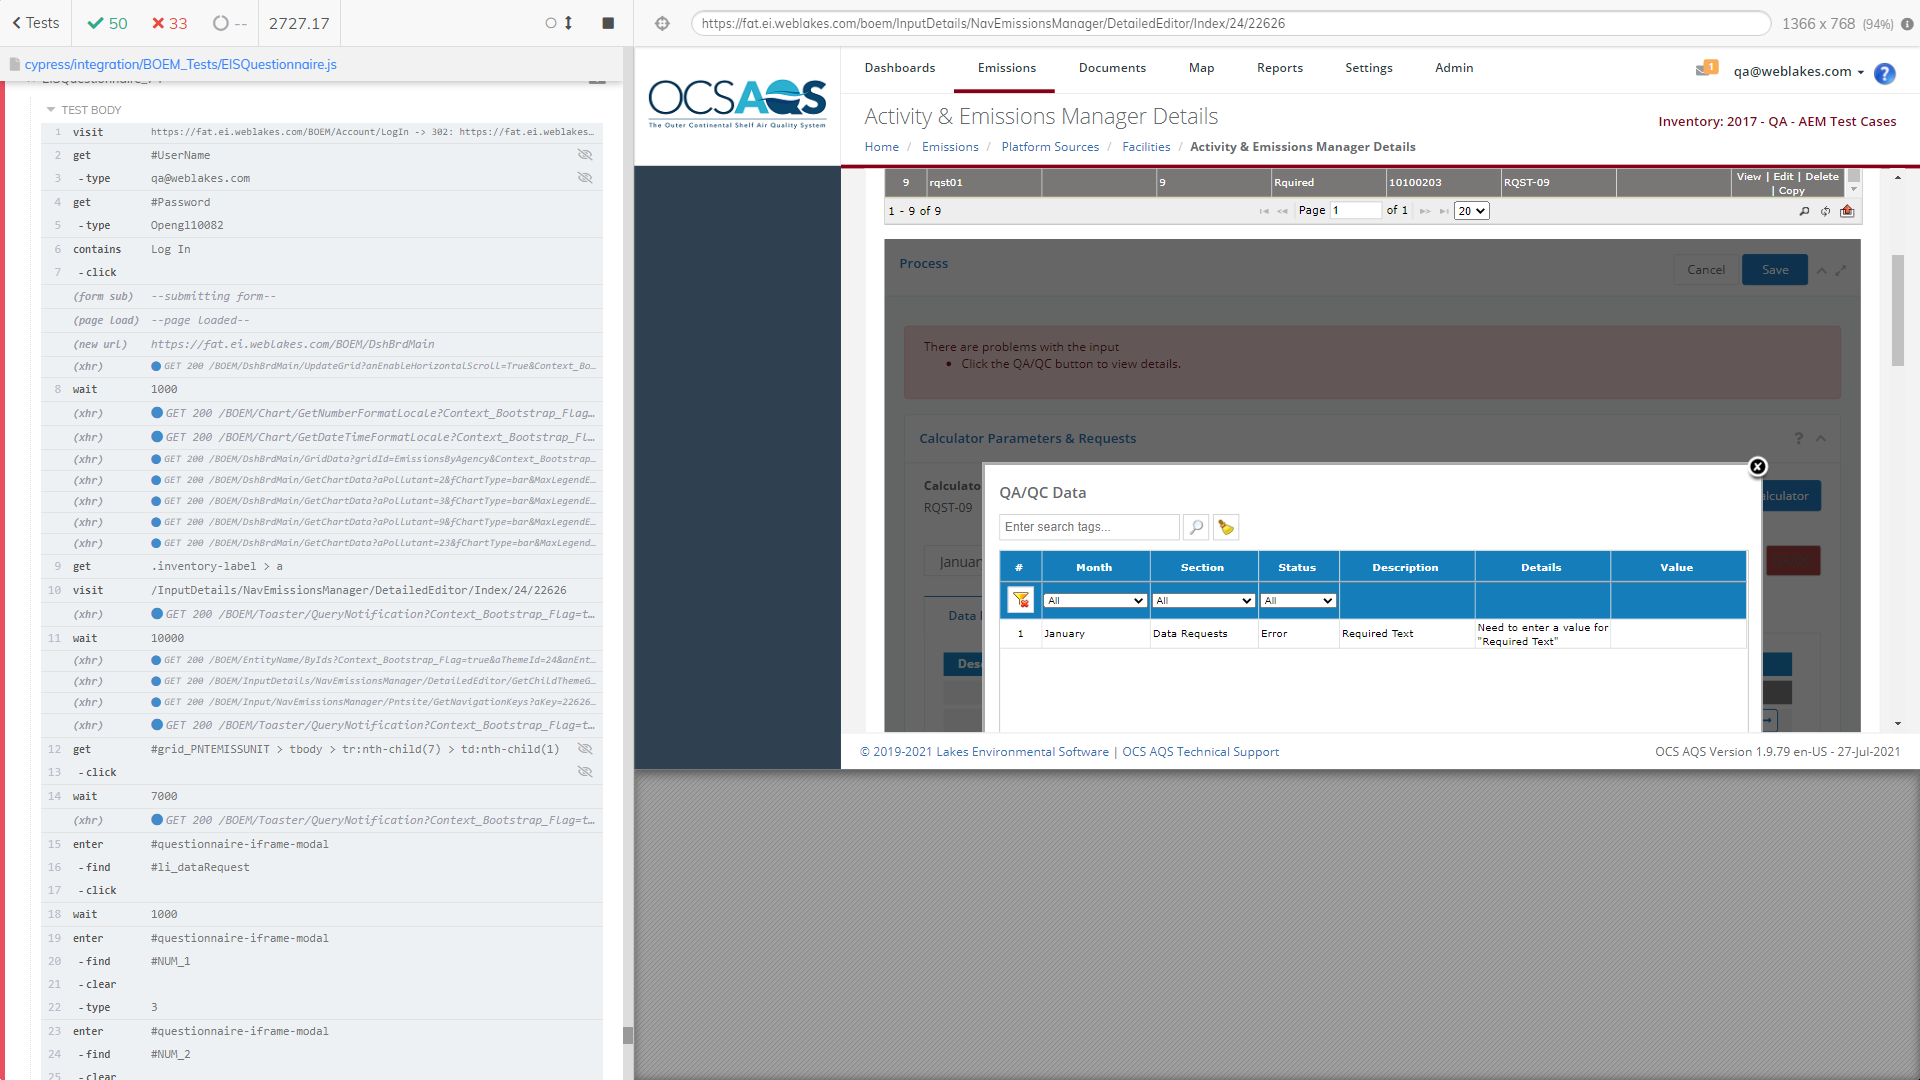 Tests
50
33
--
2727.17
cypress/integration/BOEM_Tests/EISQuestionnaire.js
TEST BODY
1 visit https://fat.ei.weblakes.com/BOEM/Account/LogIn -> 302: https://fat.ei.weblakes...
2 get #UserName
3 -type qa@weblakes.com
4 get #Password
5 -type Opengl10082
6 contains Log In
7 -click
(form sub) --submitting form--
(page load) --page loaded--
(new url) https://fat.ei.weblakes.com/BOEM/DshBrdMain
(xhr) GET 200 /BOEM/DshBrdMain/UpdateGrid?anEnableHorizontalScroll=True&Context_Bo...
8 wait 1000
(xhr) GET 200 /BOEM/Chart/GetNumberFormatLocale?Context_Bootstrap_Flag...
(xhr) GET 200 /BOEM/Chart/GetDateTimeFormatLocale?Context_Bootstrap_Fl...
(xhr) GET 200 /BOEM/DshBrdMain/GridData?gridId=EmissionsByAgency&Context_Bootstrap...
(xhr) GET 200 /BOEM/DshBrdMain/GetChartData?aPollutant=2&fChartType=bar&MaxLegendE...
(xhr) GET 200 /BOEM/DshBrdMain/GetChartData?aPollutant=3&fChartType=bar&MaxLegendE...
(xhr) GET 200 /BOEM/DshBrdMain/GetChartData?aPollutant=9&fChartType=bar&MaxLegendE...
(xhr) GET 200 /BOEM/DshBrdMain/GetChartData?aPollutant=23&fChartType=bar&MaxLegend...
9 get .inventory-label > a
10 visit /InputDetails/NavEmissionsManager/DetailedEditor/Index/24/22626
(xhr) GET 200 /BOEM/Toaster/QueryNotification?Context_Bootstrap_Flag=t...
11 wait 10000
(xhr) GET 200 /BOEM/EntityName/ByIds?Context_Bootstrap_Flag=true&aThemeId=24&anEnt...
(xhr) GET 200 /BOEM/InputDetails/NavEmissionsManager/DetailedEditor/GetChildThemeG...
(xhr) GET 200 /BOEM/Input/NavEmissionsManager/Pntsite/GetNavigationKeys?aKey=22626...
(xhr) GET 200 /BOEM/Toaster/QueryNotification?Context_Bootstrap_Flag=t...
12 get #grid_PNTEMISSUNIT > tbody > tr:nth-child(7) > td:nth-child(1)
13 -click
14 wait 7000
(xhr) GET 200 /BOEM/Toaster/QueryNotification?Context_Bootstrap_Flag=t...
15 enter #questionnaire-iframe-modal
16 -find #li_dataRequest
17 -click
18 wait 1000
19 enter #questionnaire-iframe-modal
20 -find #NUM_1
21 -clear
22 -type 3
23 enter #questionnaire-iframe-modal
24 -find #NUM_2
25 -clear
https://fat.ei.weblakes.com/boem/InputDetails/NavEmissionsManager/DetailedEditor/Index/24/22626
1366 x 768 (94%)
OCSAQS
The Outer Continental Shelf Air Quality System
Dashboards Emissions Documents Map Reports Settings Admin
1 qa@weblakes.com ?
Activity & Emissions Manager Details
Inventory: 2017 - QA - AEM Test Cases
Home / Emissions / Platform Sources / Facilities / Activity & Emissions Manager Details
9 rqst01 9 Rquired 10100203 RQST-09 View | Edit | Delete
| Copy
1 - 9 of 9 Page 1 of 1 20
Process Cancel Save
There are problems with the input
• Click the QA/QC button to view details.
Calculator Parameters & Requests ?
Calculato
RQST-09
alculator
Januar
Data
Des
QA/QC Data
Enter search tags...
# Month Section Status Description Details Value
All All All
1 January Data Requests Error Required Text Need to enter a value for
"Required Text"
© 2019-2021 Lakes Environmental Software | OCS AQS Technical Support
OCS AQS Version 1.9.79 en-US - 27-Jul-2021